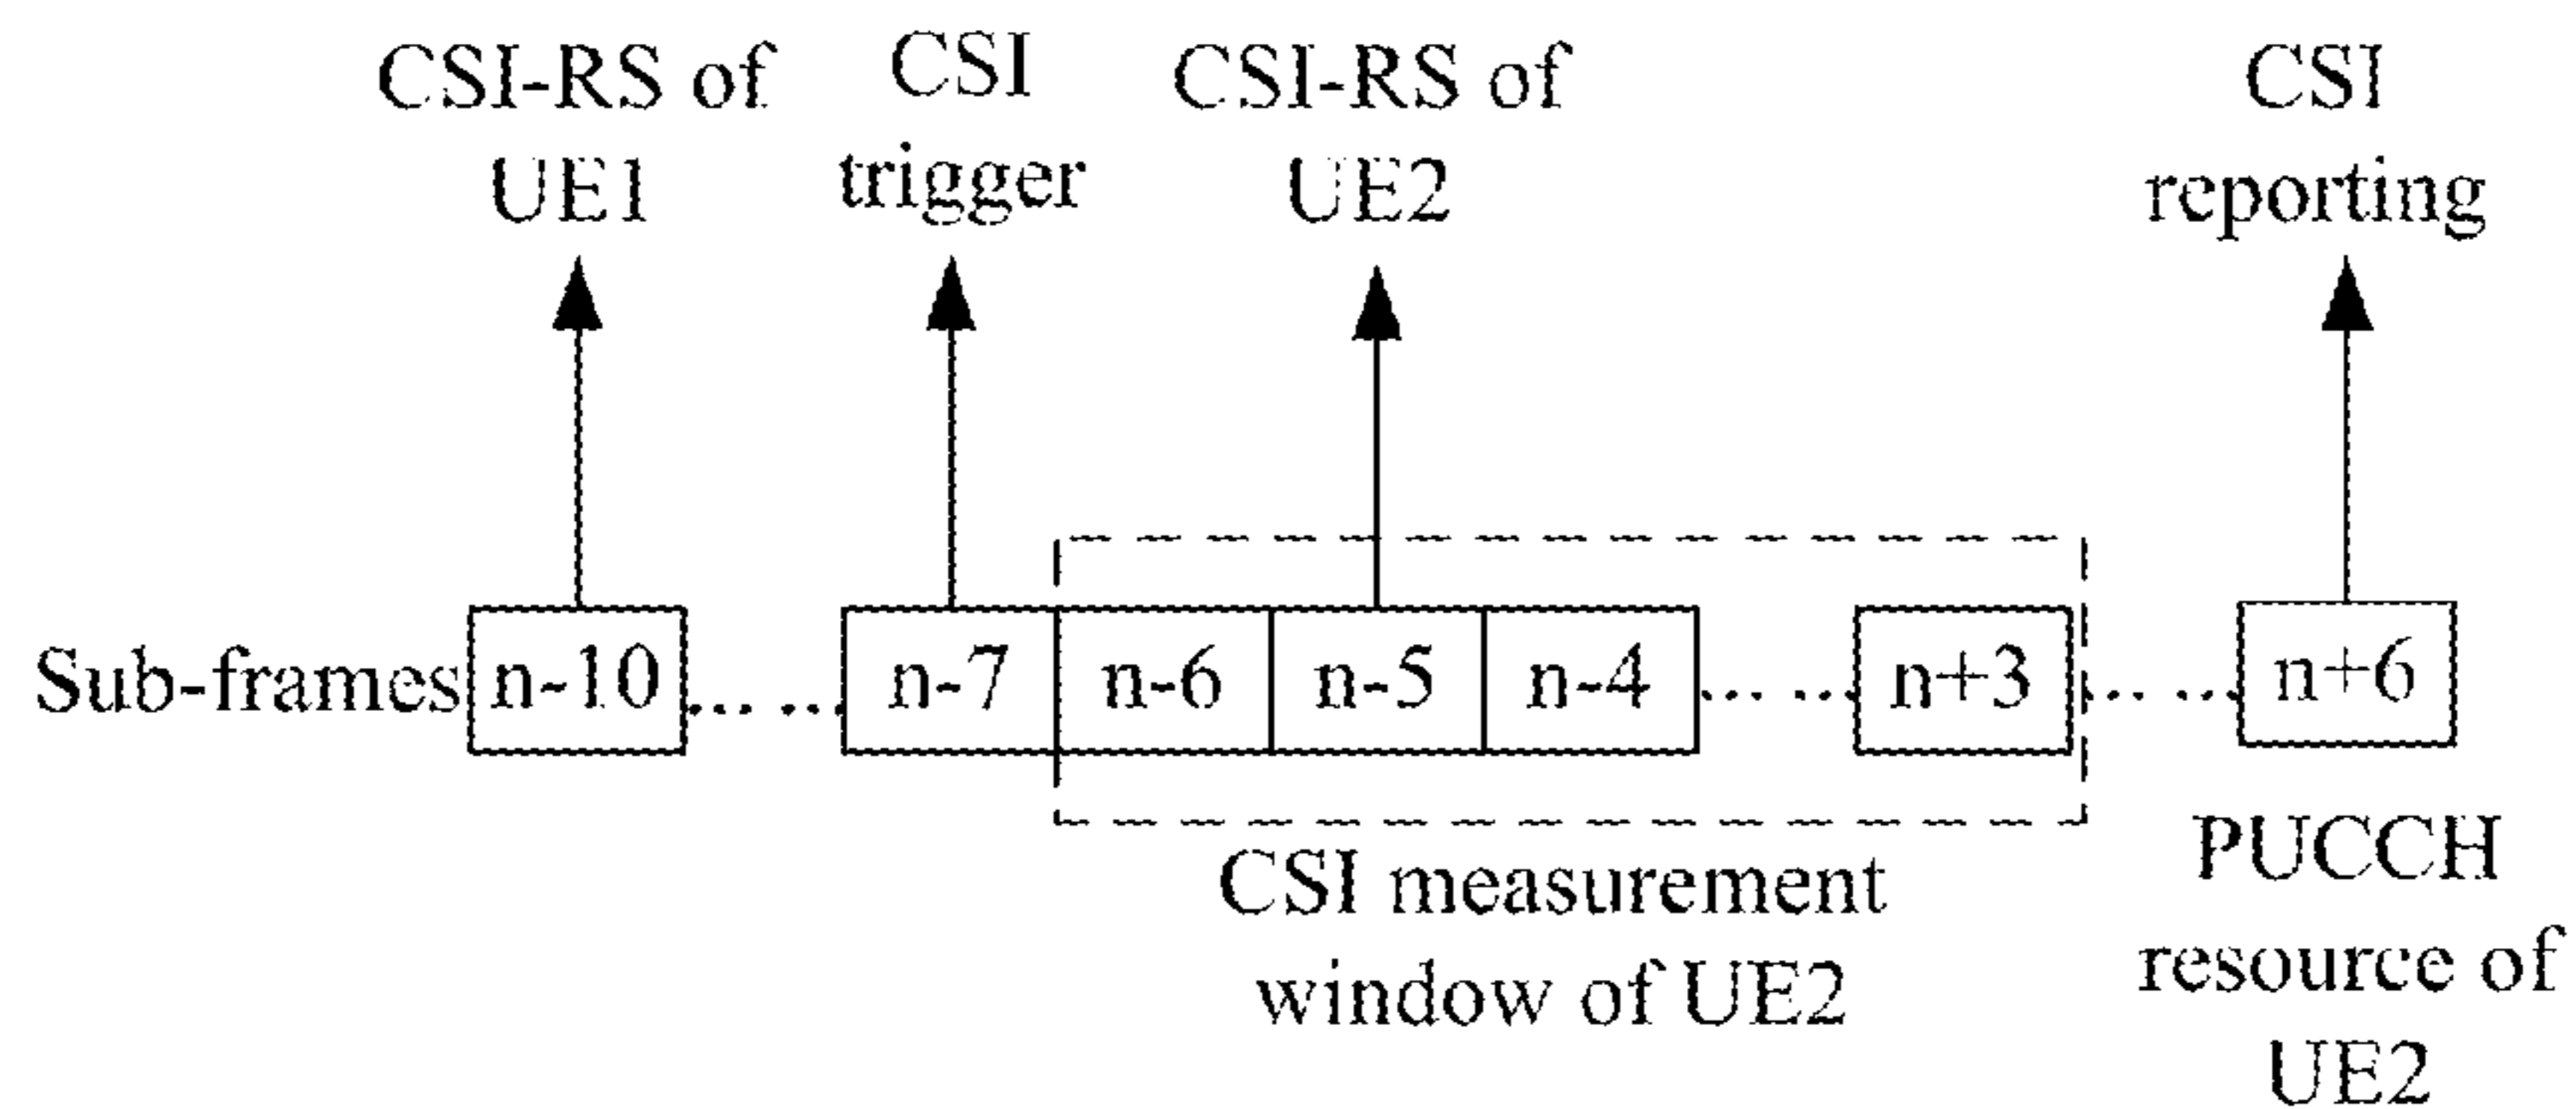 CSI-RS of
UE1
CSI
trigger
CSI-RS of
UE2
CSI
reporting
Sub-frames n-10 ... ... n-7 n-6 n-5 n-4 ... ... n+3 ... ... n+6
CSI measurement
window of UE2
PUCCH
resource of
UE2